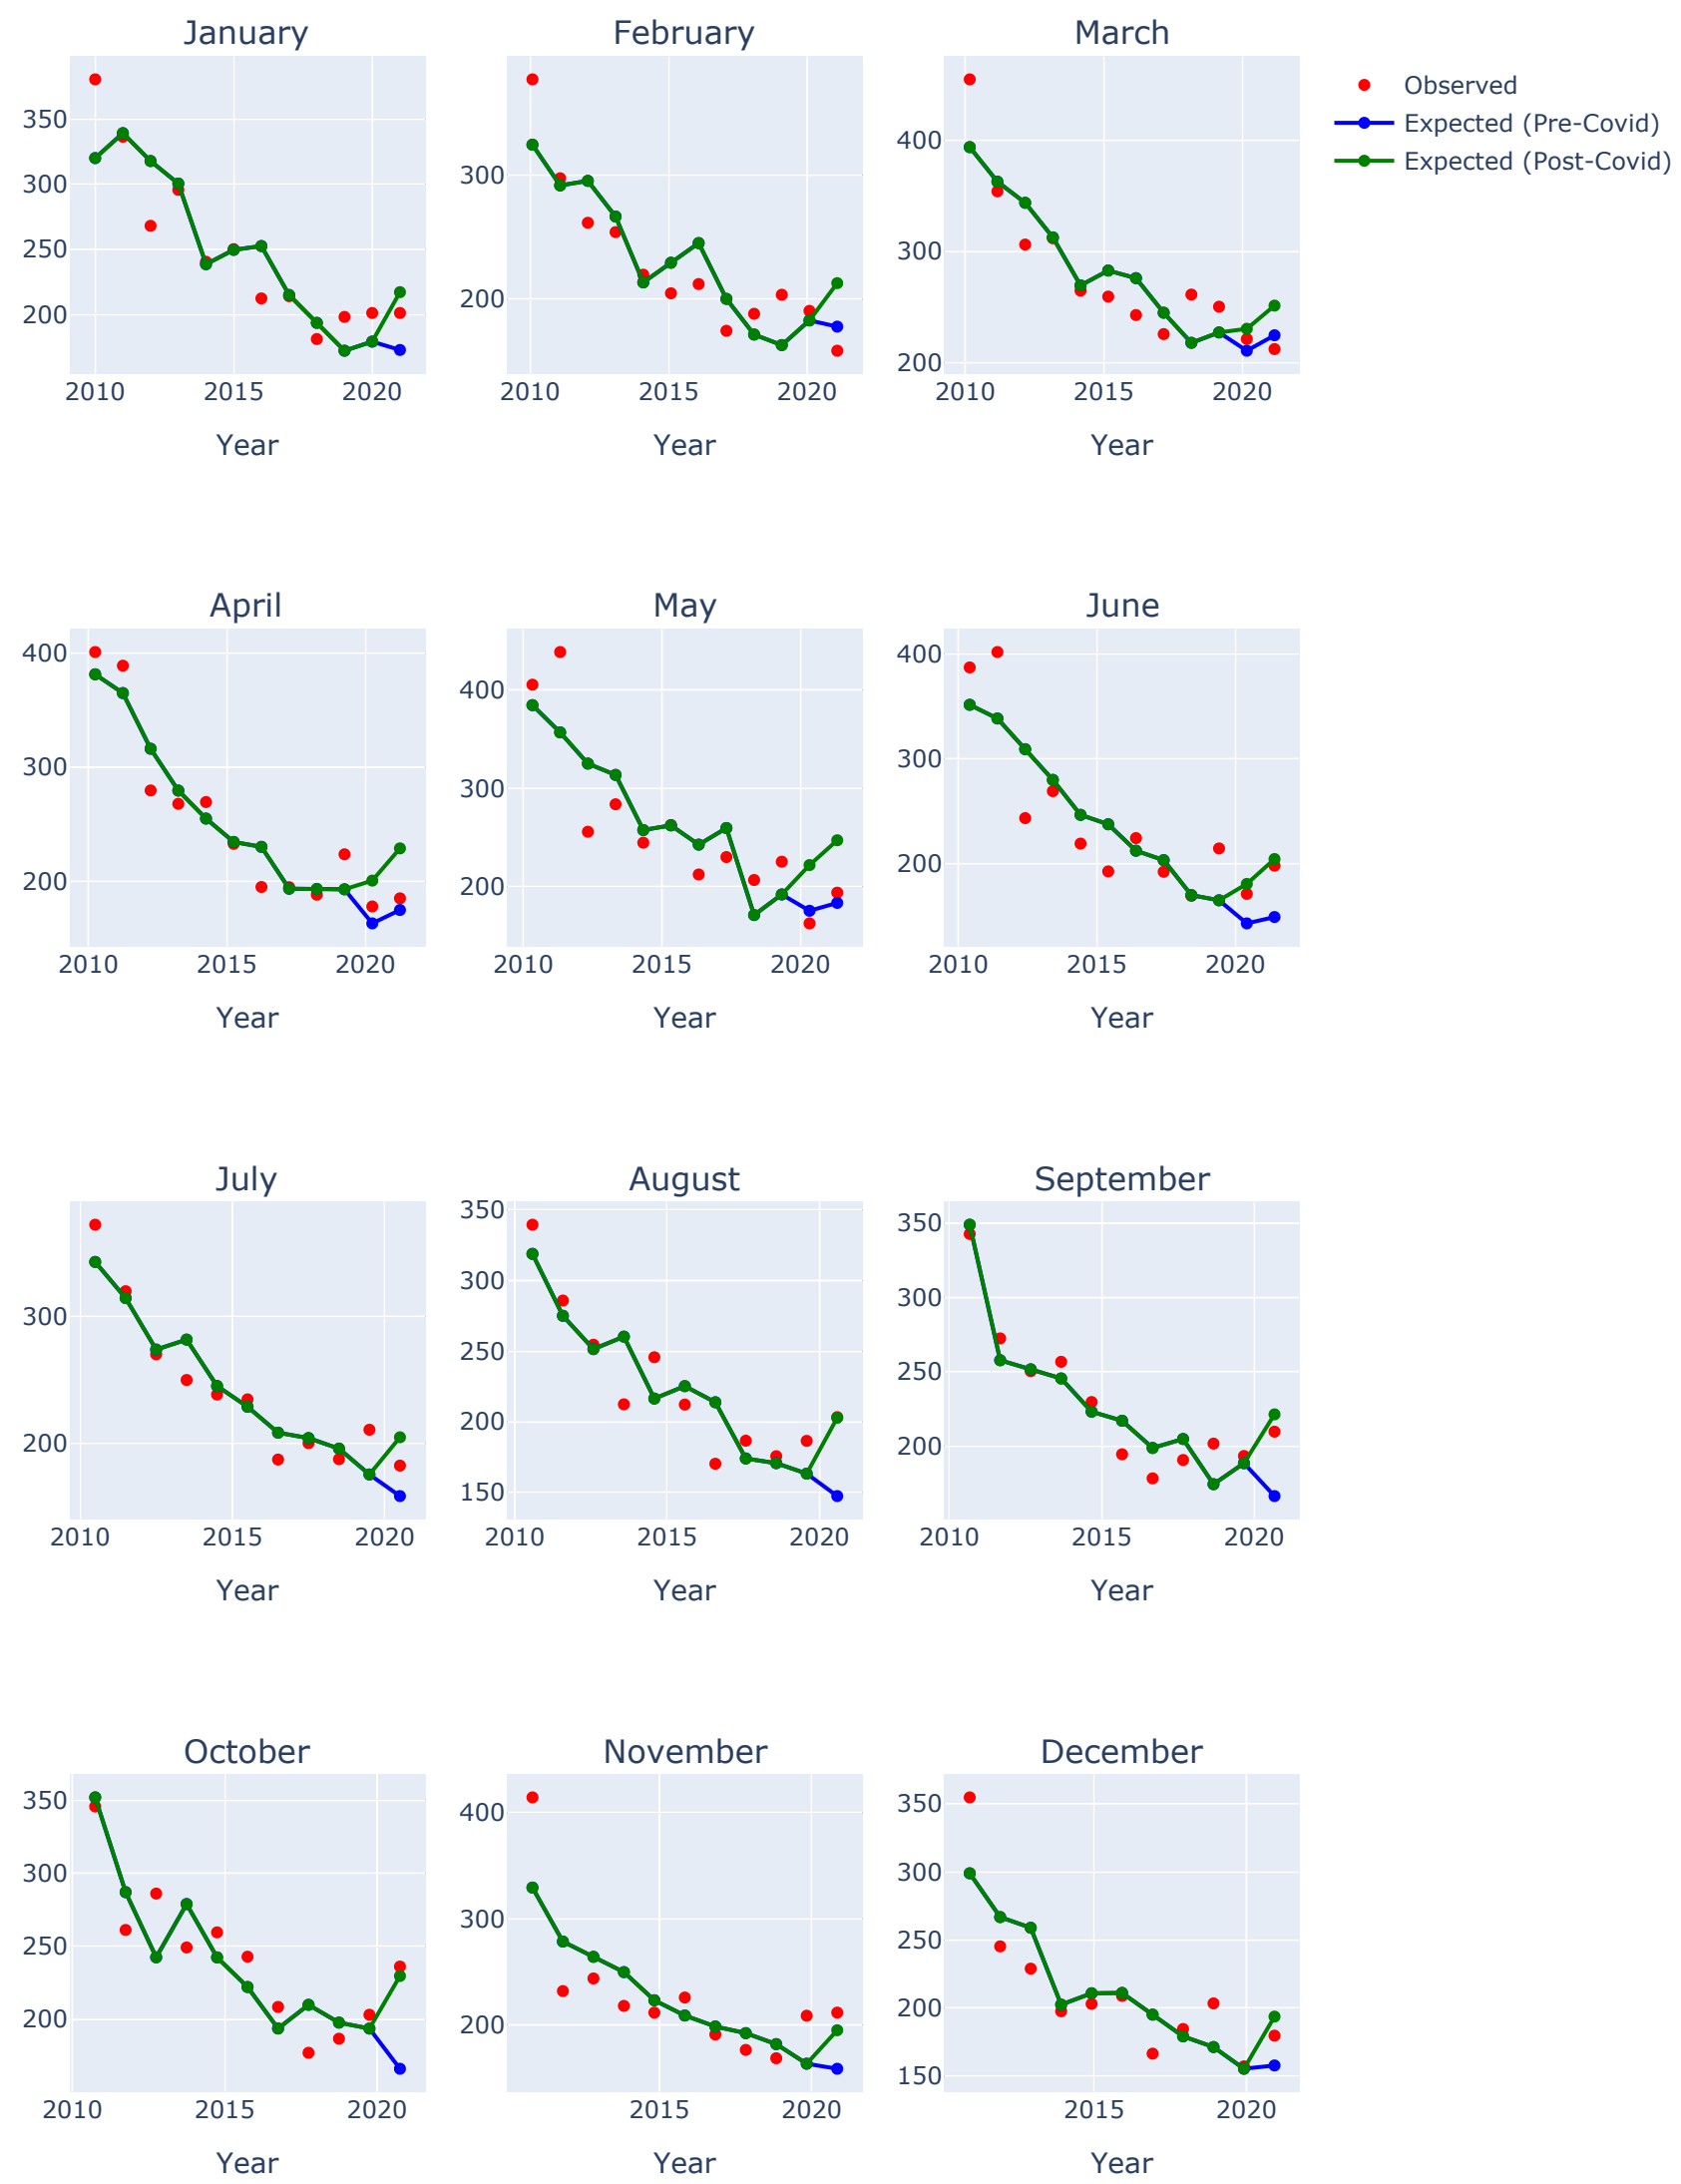 January
February
March
Observed
Expected (Pre-Covid)
Expected (Post-Covid)
350
300
250
200
300
200
400
300
200
2010 2015 2020
2010 2015 2020
2010 2015 2020
Year
Year
Year
April
May
June
400
300
200
400
300
200
400
300
200
2010 2015 2020
2010 2015 2020
2010 2015 2020
Year
Year
Year
July
August
September
300
200
350
300
250
200
150
350
300
250
200
2010 2015 2020
2010 2015 2020
2010 2015 2020
Year
Year
Year
October
November
December
350
300
250
200
400
300
200
350
300
250
200
150
2010 2015 2020
2015 2020
2015 2020
Year
Year
Year